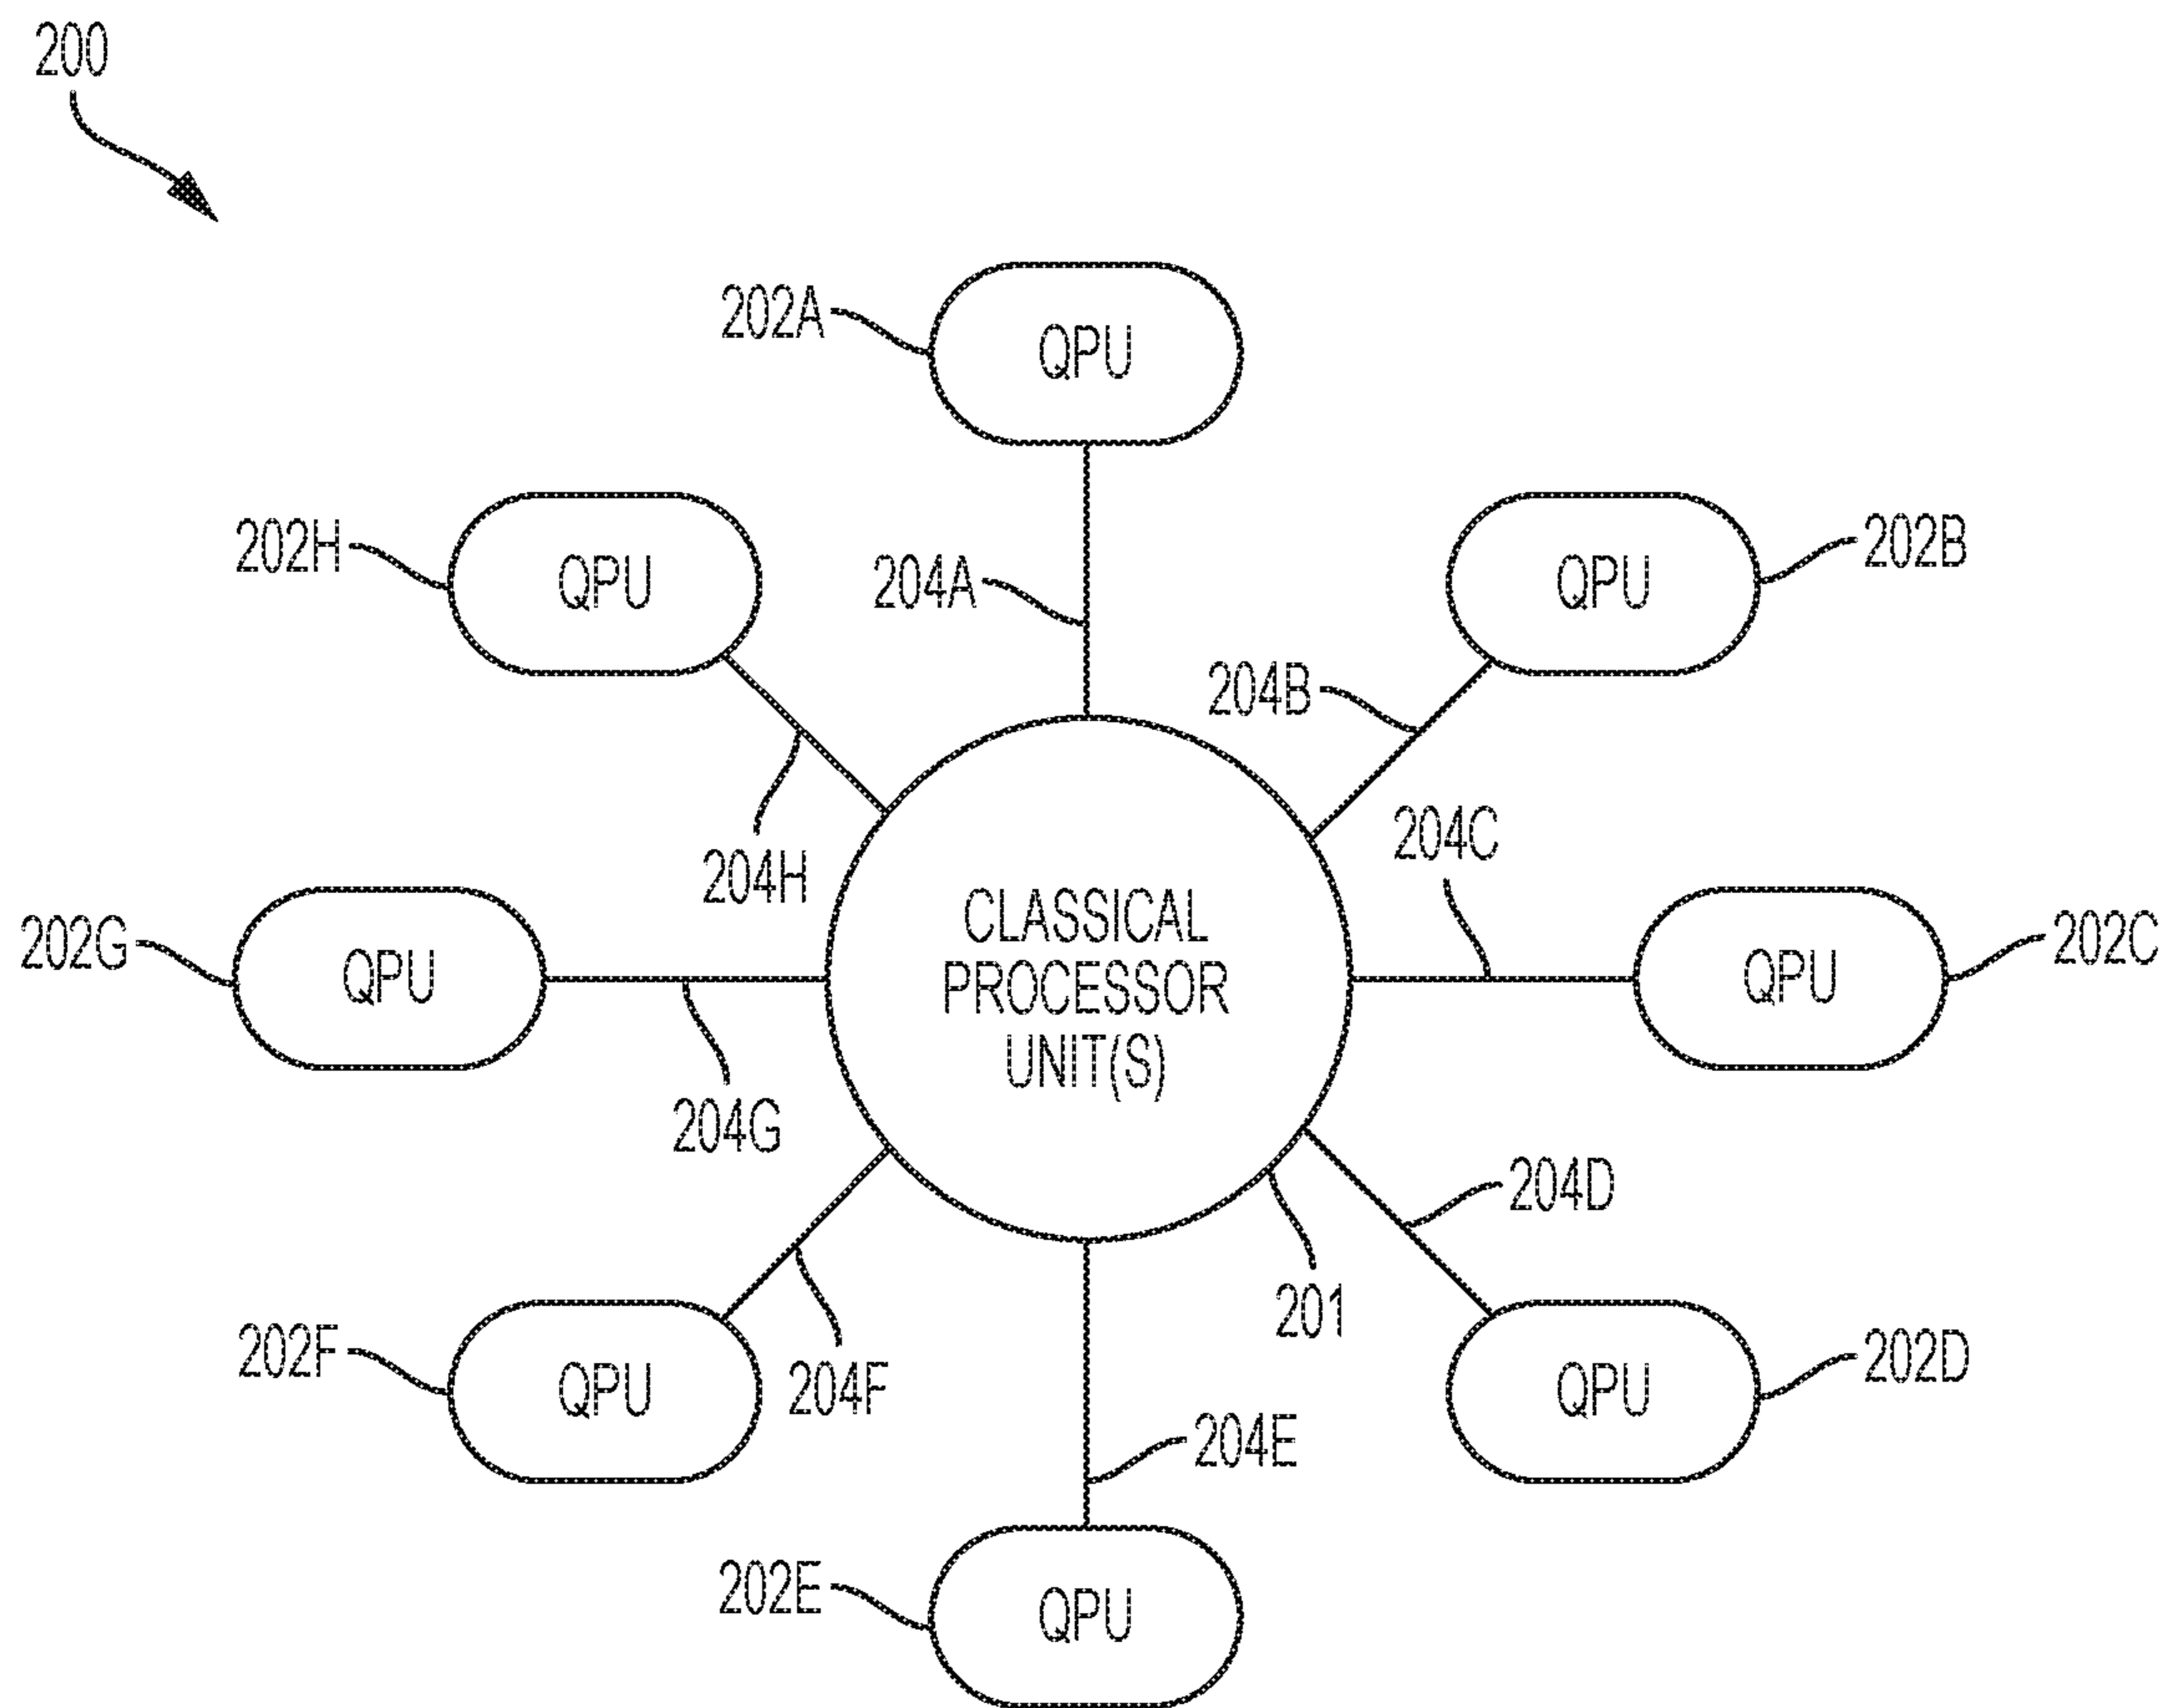 200
202A
QPU
202H
QPU
QPU
202B
204A
204B
204C
204H
CLASSICAL
PROCESSOR
UNIT(S)
202G
QPU
QPU
202C
204G
204D
201
202F
QPU
204F
QPU
202D
204E
202E
QPU